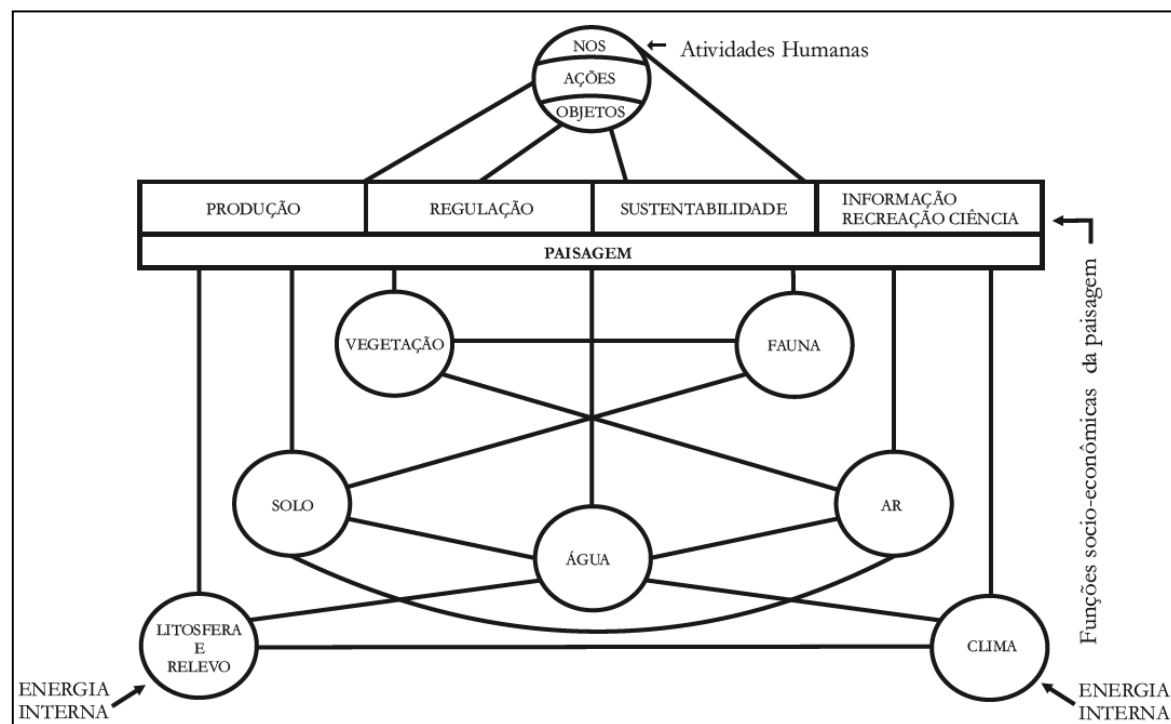 NOS
AÇÕES
OBJETOS
Atividades Humanas
PRODUÇÃO
REGULAÇÃO
SUSTENTABILIDADE
INFORMAÇÃO
RECREAÇÃO CIÊNCIA
PAISAGEM
Funções socio-econômicas da paisagem
VEGETAÇÃO
FAUNA
SOLO
AR
ÁGUA
LITOSFERA
E
RELEVO
CLIMA
ENERGIA
INTERNA
ENERGIA
INTERNA